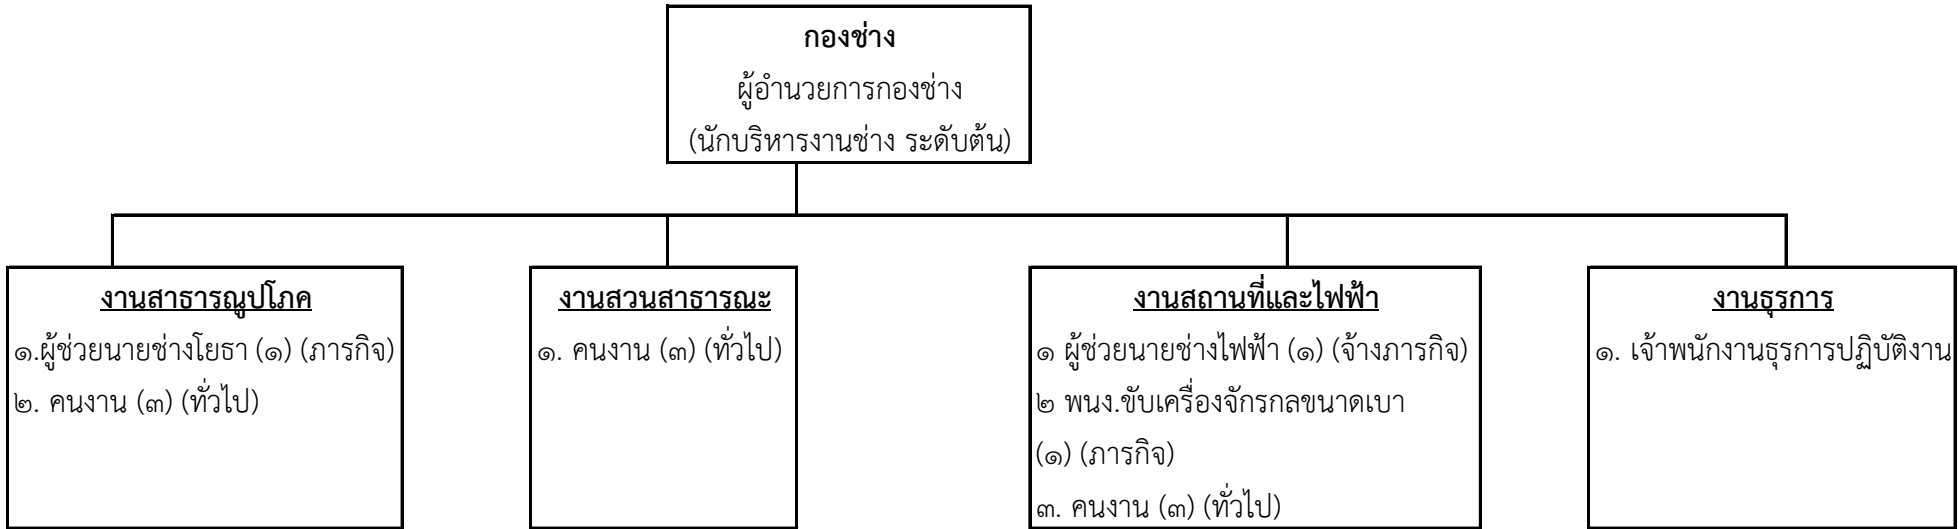 กองช่าง
ผู้อำนวยการกองช่าง
(นักบริหารงานช่าง ระดับต้น)
งานสาธารณูปโภค
๑.ผู้ช่วยนายช่างโยธา (๑) (ภารกิจ)
๒. คนงาน (๓) (ทั่วไป)
งานสวนสาธารณะ
๑. คนงาน (๓) (ทั่วไป)
งานสถานที่และไฟฟ้า
๑ ผู้ช่วยนายช่างไฟฟ้า (๑) (จ้างภารกิจ)
๒ พนง.ขับเครื่องจักรกลขนาดเบา
(๑) (ภารกิจ)
๓. คนงาน (๓) (ทั่วไป)
งานธุรการ
๑. เจ้าพนักงานธุรการปฏิบัติงาน